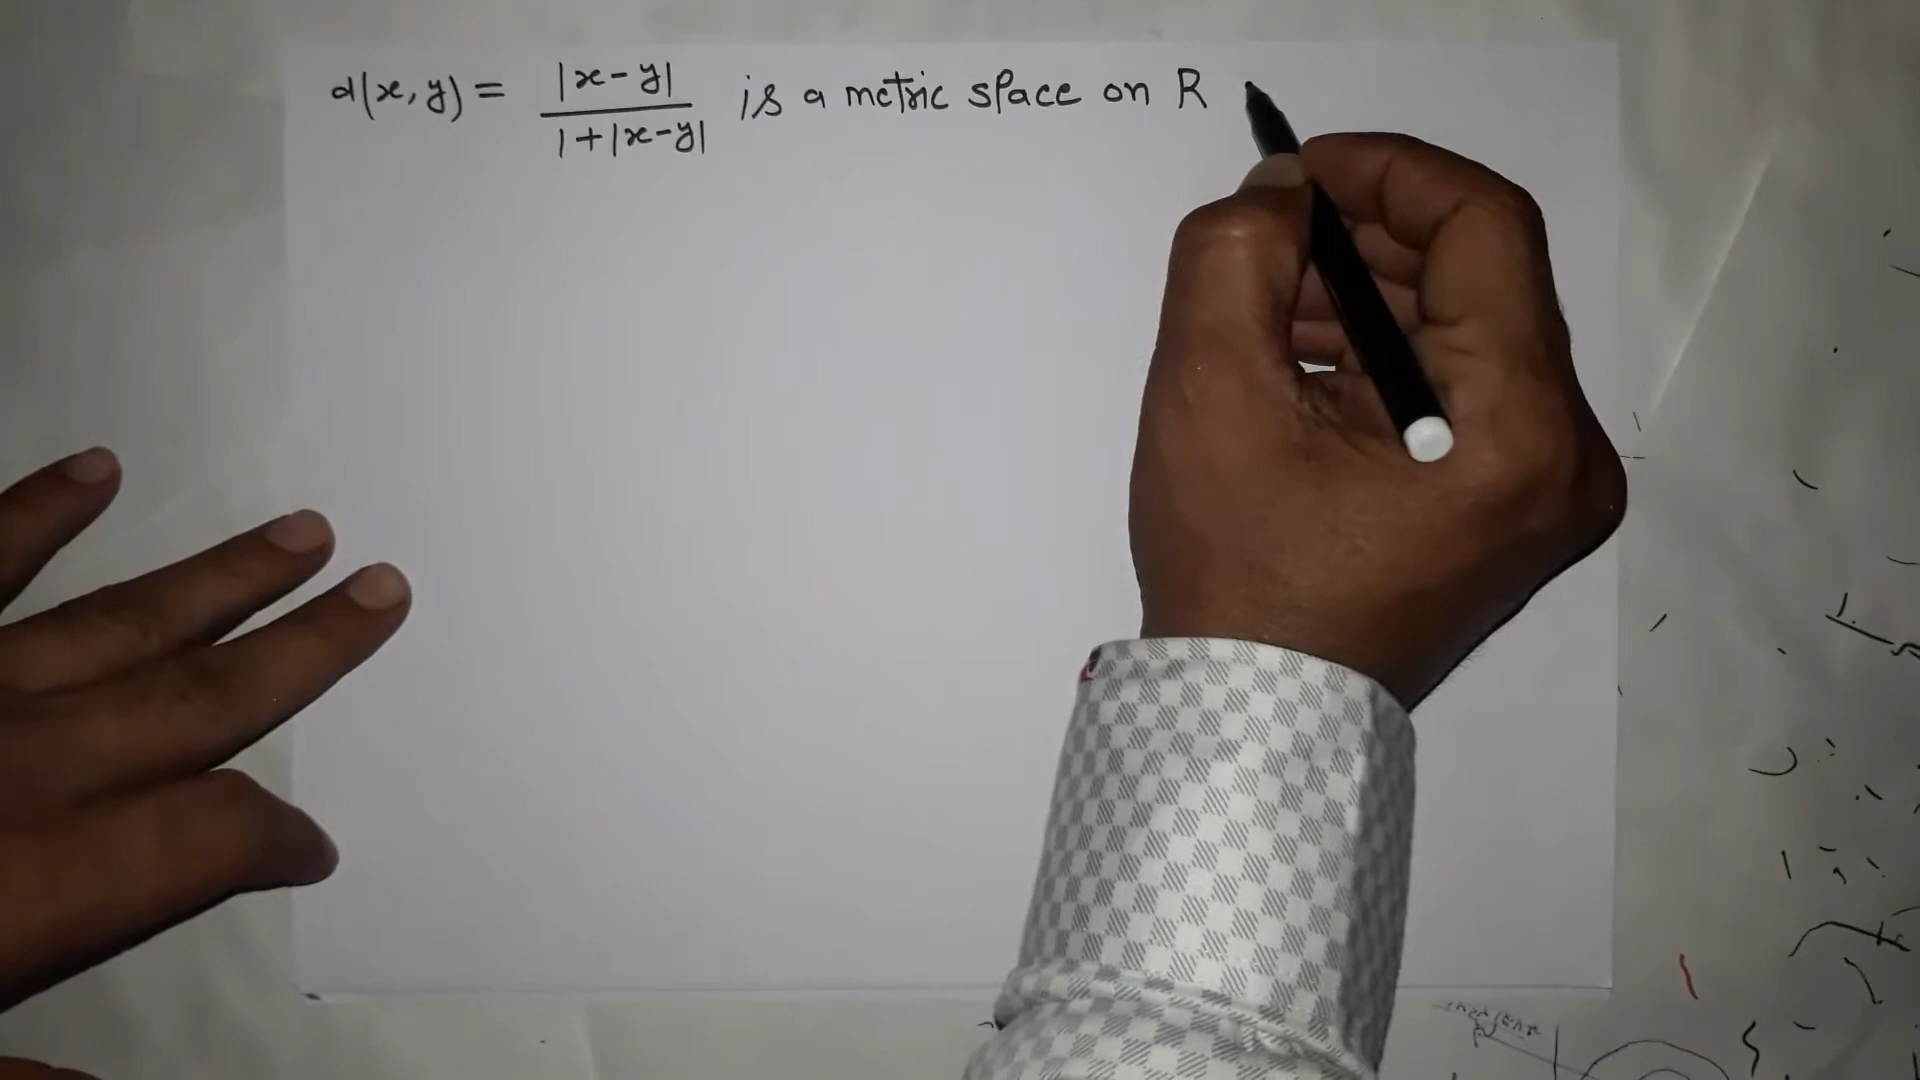 d(x,y) = |x-y| / 1+|x-y| is a metric space on R